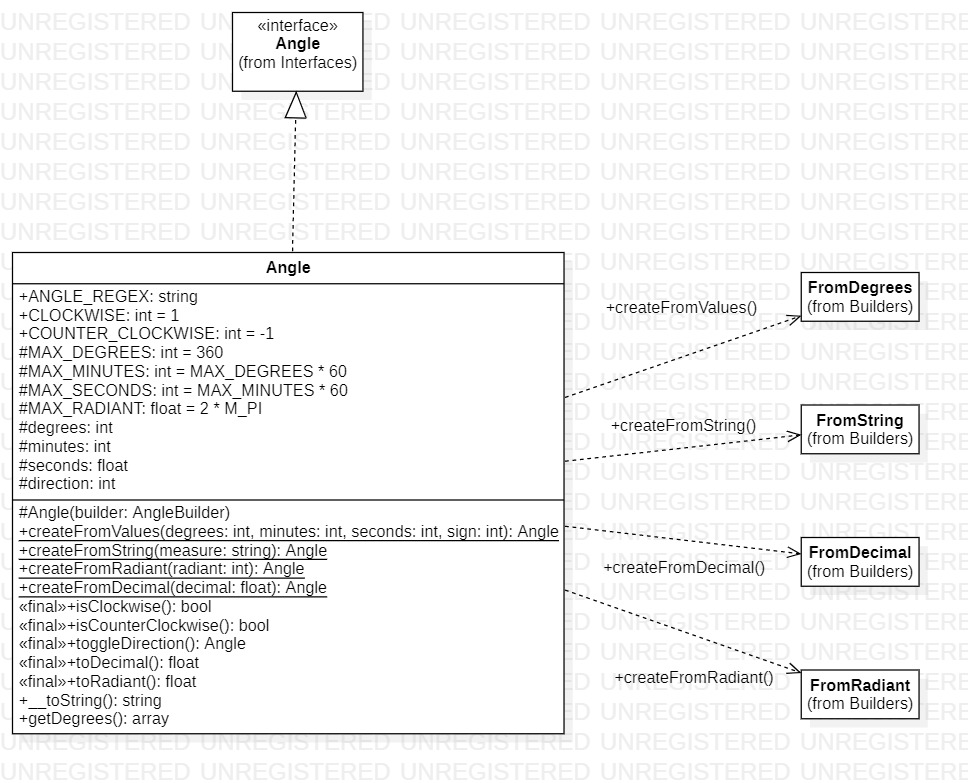 «interface»
Angle
(from Interfaces)
Angle
+ANGLE_REGEX: string
+CLOCKWISE: int = 1
+COUNTER_CLOCKWISE: int = -1
#MAX_DEGREES: int = 360
#MAX_MINUTES: int = MAX_DEGREES * 60
#MAX_SECONDS: int = MAX_MINUTES * 60
#MAX_RADIANT: float = 2 * M_PI
#degrees: int
#minutes: int
#seconds: float
#direction: int
#Angle(builder: AngleBuilder)
+createFromValues(degrees: int, minutes: int, seconds: int, sign: int): Angle
+createFromString(measure: string): Angle
+createFromRadiant(radiant: int): Angle
+createFromDecimal(decimal: float): Angle
«final»+isClockwise(): bool
«final»+isCounterClockwise(): bool
«final»+toggleDirection(): Angle
«final»+toDecimal(): float
«final»+toRadiant(): float
+__toString(): string
+getDegrees(): array
+createFromValues()
FromDegrees
(from Builders)
+createFromString()
FromString
(from Builders)
+createFromDecimal()
FromDecimal
(from Builders)
+createFromRadiant()
FromRadiant
(from Builders)
UNREGISTERED